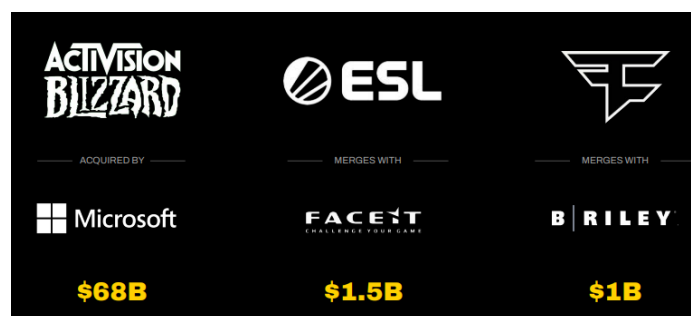 ACTIVISION
BLIZZARD
ACQUIRED BY
Microsoft
$68B
ESL
MERGES WITH
FACEIT
CHALLENGE YOUR GAME
$1.5B
MERGES WITH
B|RILEY
$1B